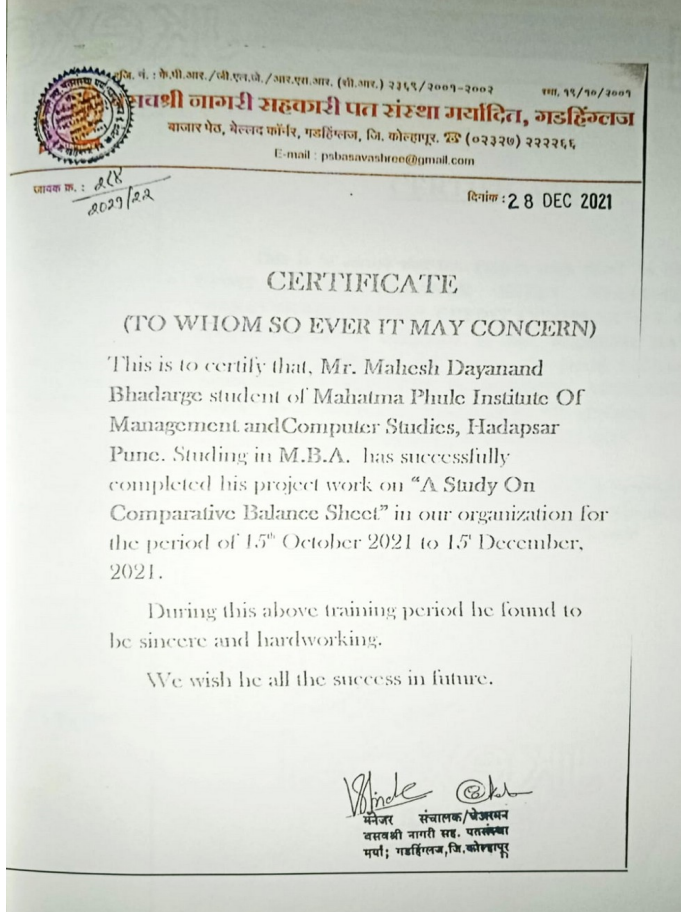 रजि. नं. : के.पी.आर./जी.एल.जे./आर.एस.आर. (सी.आर.) २३६९/२००१-२००२ स्था. १९/१०/२००१
बसवश्री नागरी सहकारी पत संस्था मर्यादित, गडहिंग्लज
बाजार पेठ, बेल्लद कॉर्नर, गडहिंग्लज, जि. कोल्हापूर. ☎ (०२३२७) २२२२६६
E-mail : psbasavashree@gmail.com
जावक क्र. :
२०२१/२२
दिनांक : 28 DEC 2021
CERTIFICATE
(TO WHOM SO EVER IT MAY CONCERN)
This is to certify that, Mr. Mahesh Dayanand
Bhadarge student of Mahatma Phule Institute Of
Management andComputer Studies, Hadapsar
Pune. Studing in M.B.A. has successfully
completed his project work on “A Study On
Comparative Balance Sheet” in our organization for
the period of 15th October 2021 to 15t December,
2021.
During this above training period he found to
be sincere and hardworking.
We wish he all the success in future.
मॅनेजर संचालक/चेअरमन
बसवश्री नागरी सह. पतसंस्था
मर्या; गडहिंग्लज,जि.कोल्हापूर